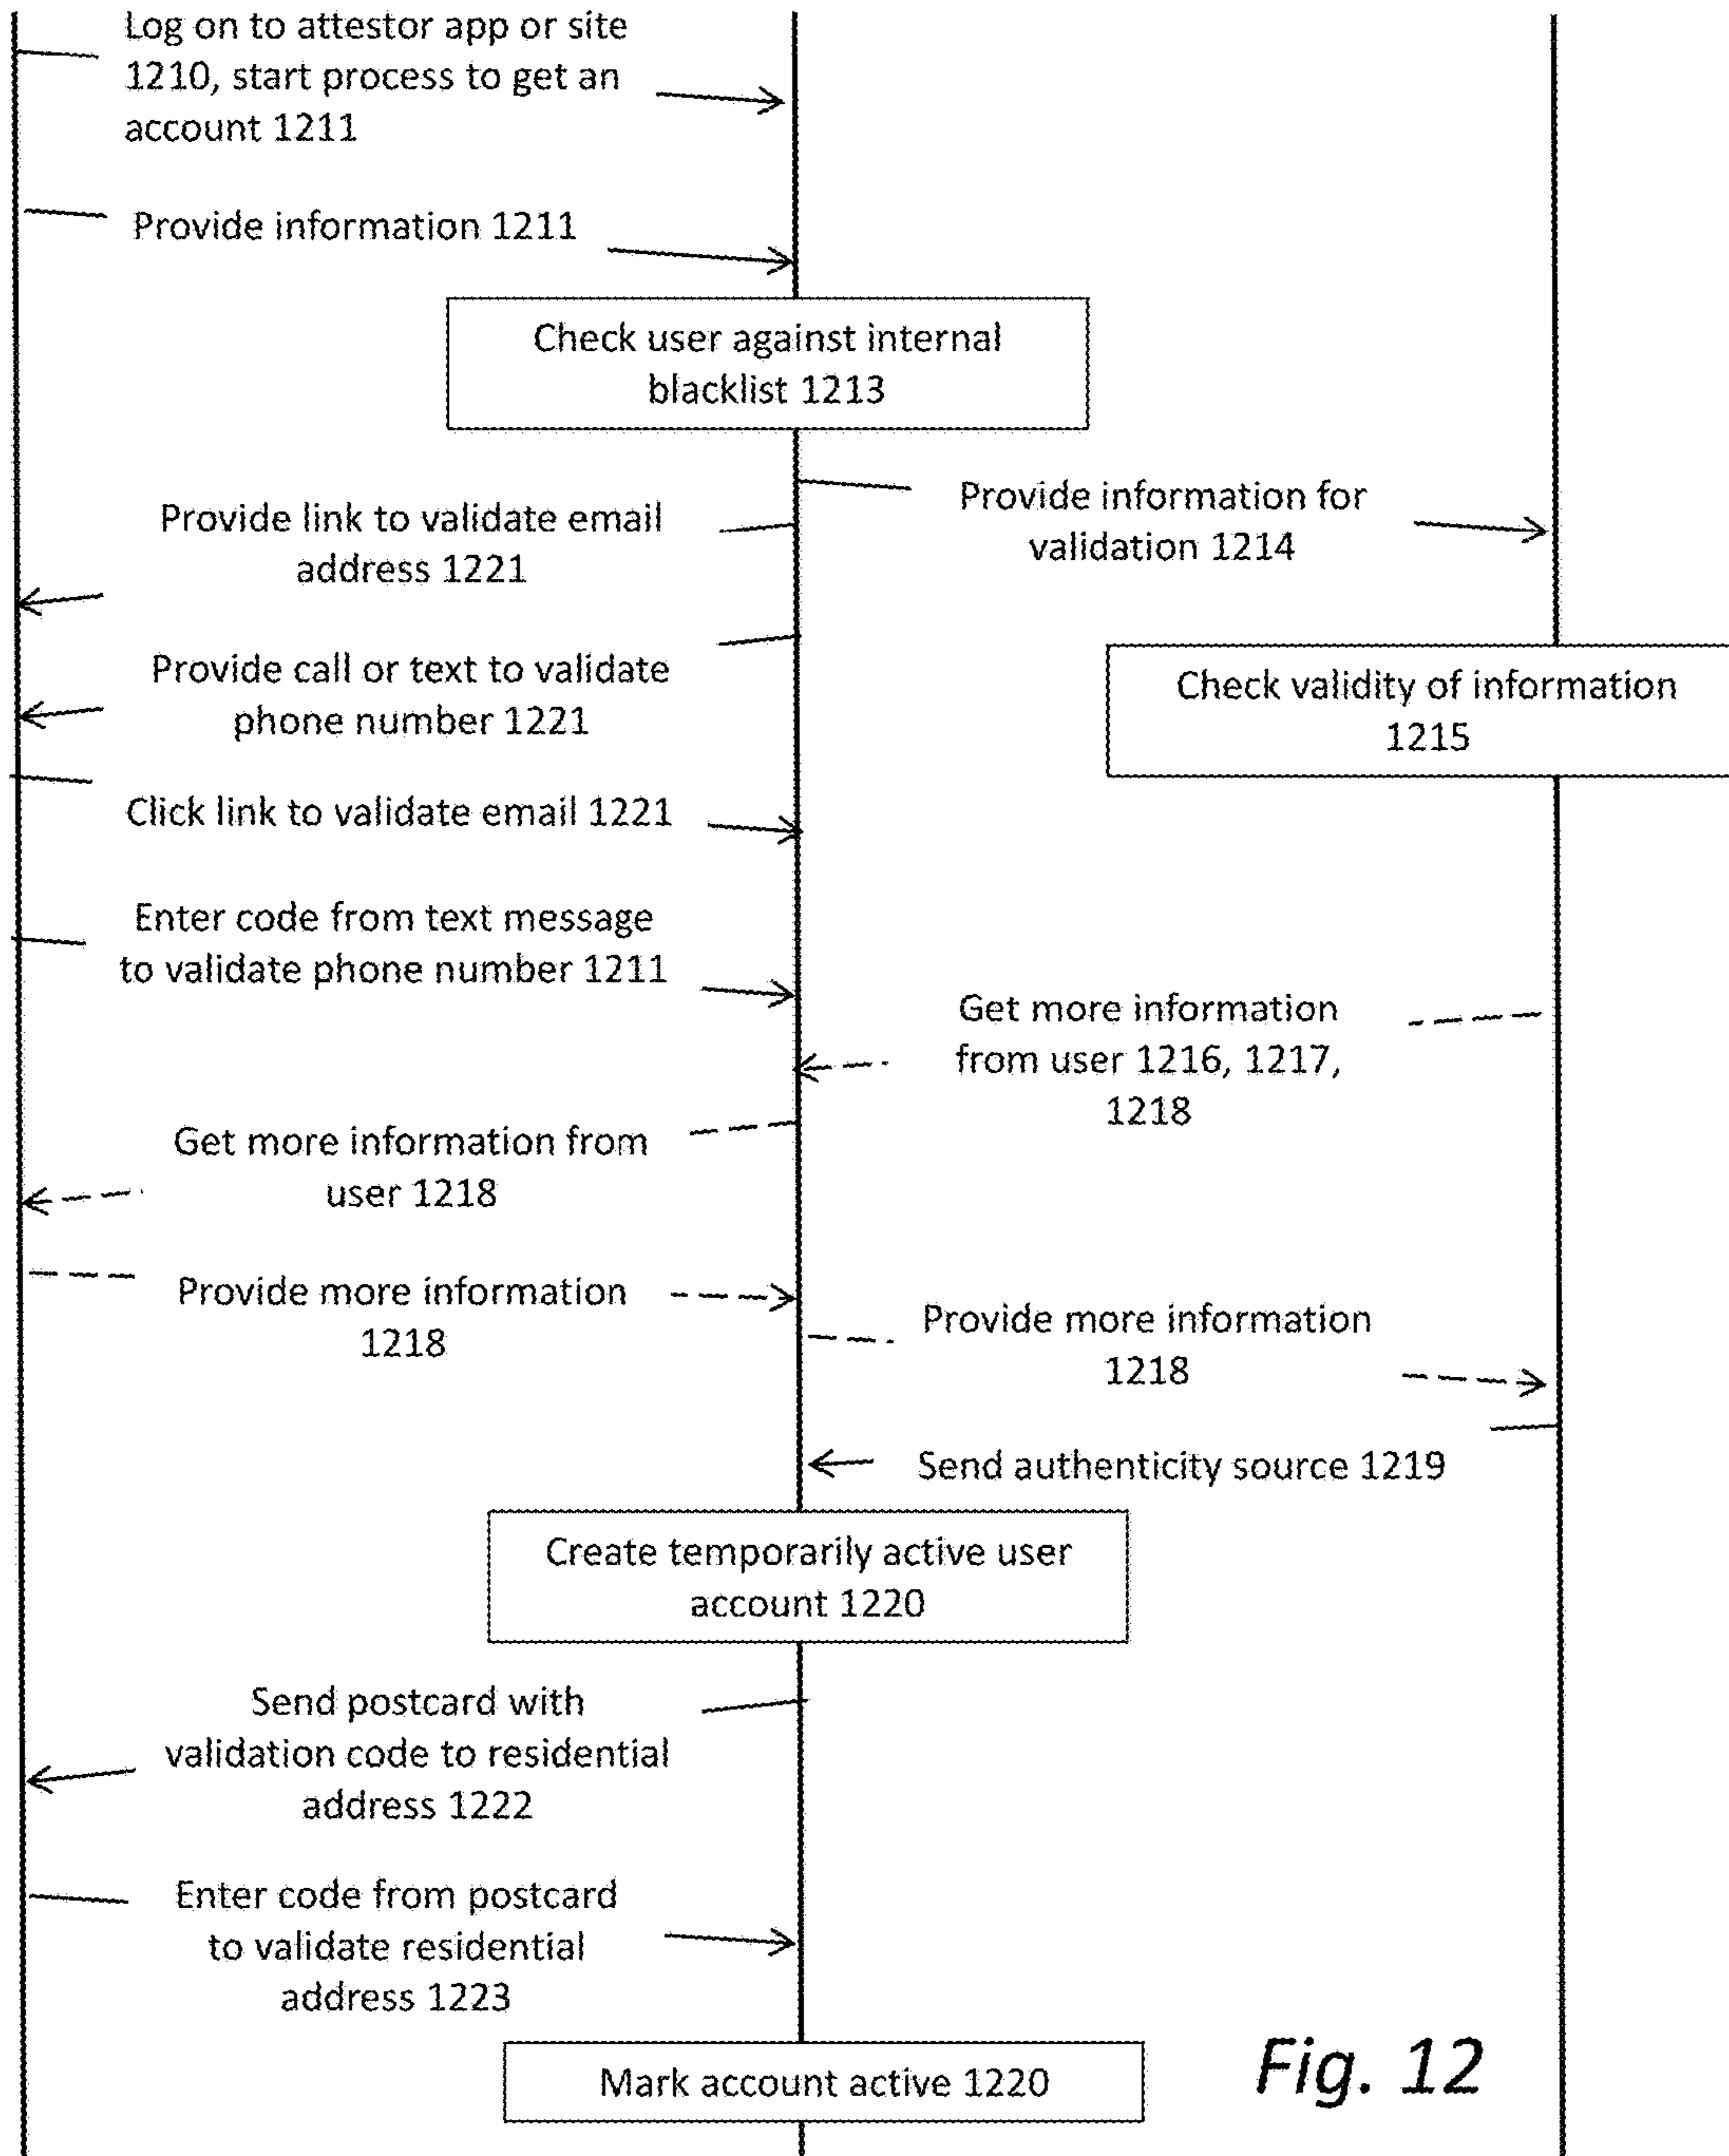 Log on to attestor app or site
1210, start process to get an
account 1211
Provide information 1211
Check user against internal
blacklist 1213
Provide information for
validation 1214
Provide link to validate email
address 1221
Provide call or text to validate
phone number 1221
Check validity of information
1215
Click link to validate email 1221
Enter code from text message
to validate phone number 1211
Get more information
from user 1216, 1217,
1218
Get more information from
user 1218
Provide more information
1218
Provide more information
1218
Send authenticity source 1219
Create temporarily active user
account 1220
Send postcard with
validation code to residential
address 1222
Enter code from postcard
to validate residential
address 1223
Mark account active 1220
Fig. 12